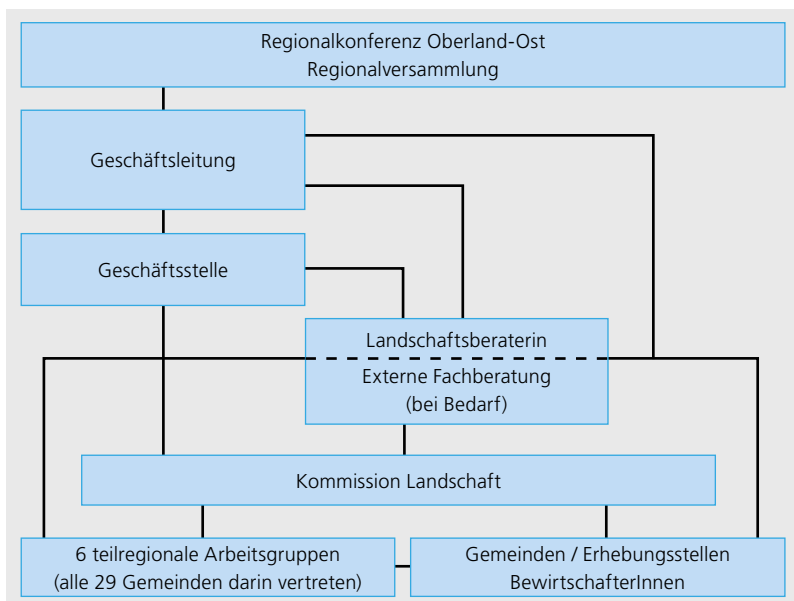 Regionalkonferenz Oberland-Ost
Regionalversammlung
Geschäftsleitung
Geschäftsstelle
Landschaftsberaterin
Externe Fachberatung
(bei Bedarf)
Kommission Landschaft
6 teilregionale Arbeitsgruppen
(alle 29 Gemeinden darin vertreten)
Gemeinden / Erhebungsstellen
BewirtschafterInnen